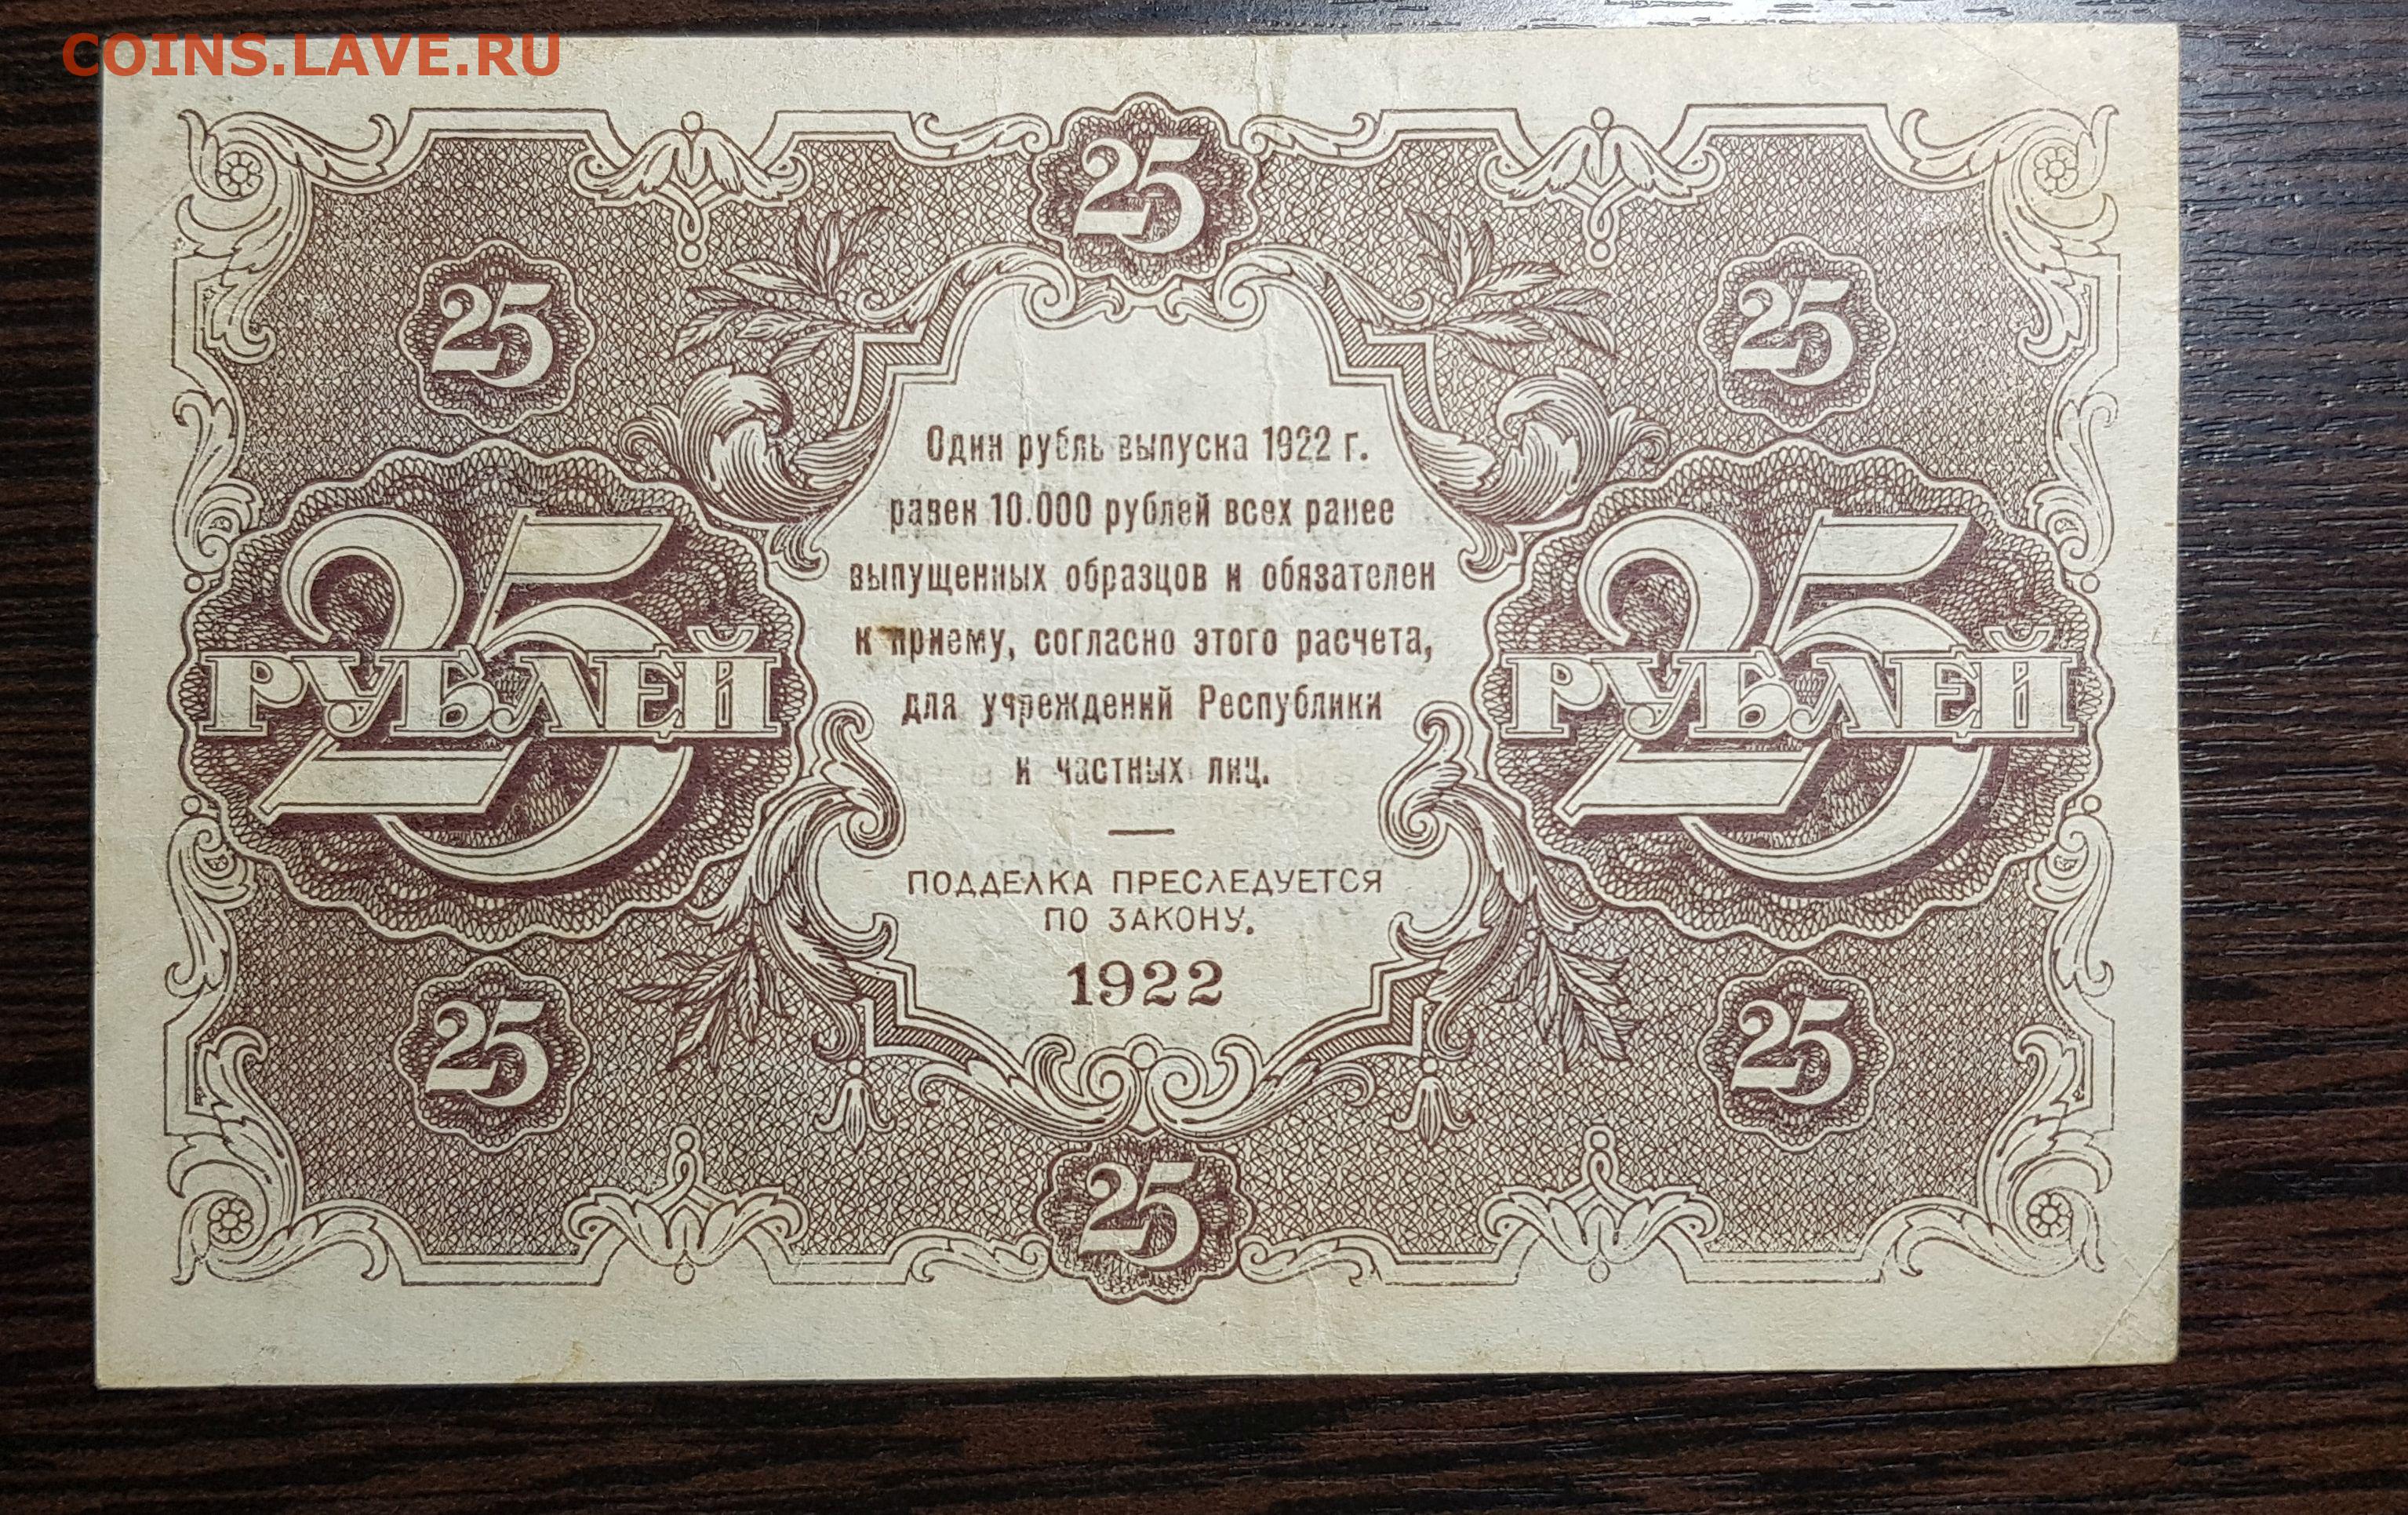 COINS.LAVE.RU
25
25
25
Один рубль выпуска 1922 г.
равен 10.000 рублей всех ранее
выпущенных образцов и обязателен
к приему, согласно этого расчета,
для учреждений Республики
и частных лиц.
25
РУБЛЕЙ
25
РУБЛЕЙ
ПОДДЕЛКА ПРЕСЛЕДУЕТСЯ
ПО ЗАКОНУ.
1922
25
25
25